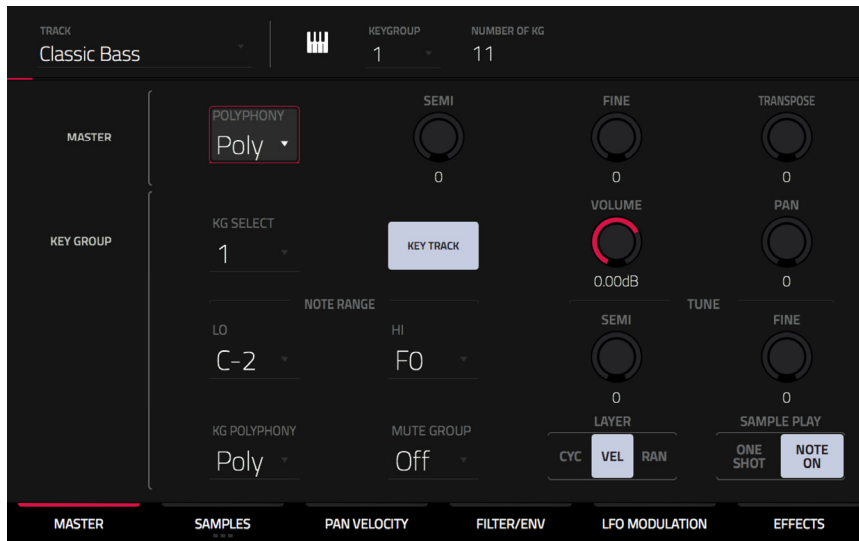 TRACK
Classic Bass
KEYGROUP
1
NUMBER OF KG
11
MASTER
POLYPHONY
Poly
SEMI
0
FINE
0
TRANSPOSE
0
KEY GROUP
KG SELECT
1
KEY TRACK
VOLUME
0.00dB
PAN
0
NOTE RANGE
LO
C-2
HI
F0
TUNE
SEMI
0
FINE
0
KG POLYPHONY
Poly
MUTE GROUP
Off
LAYER
CYC VEL RAN
SAMPLE PLAY
ONE
SHOT
NOTE
ON
MASTER SAMPLES PAN VELOCITY FILTER/ENV LFO MODULATION EFFECTS